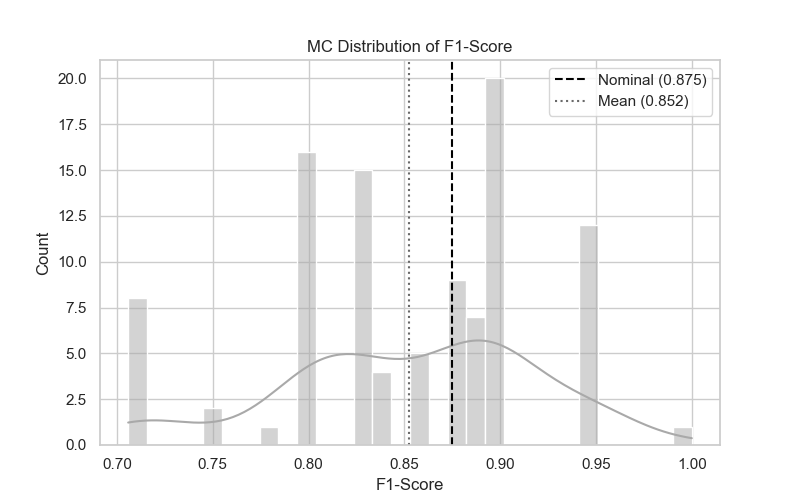 MC Distribution of F1-Score
Nominal (0.875)
Mean (0.852)
Count
20.0
17.5
15.0
12.5
10.0
7.5
5.0
2.5
0.0
0.70 0.75 0.80 0.85 0.90 0.95 1.00
F1-Score